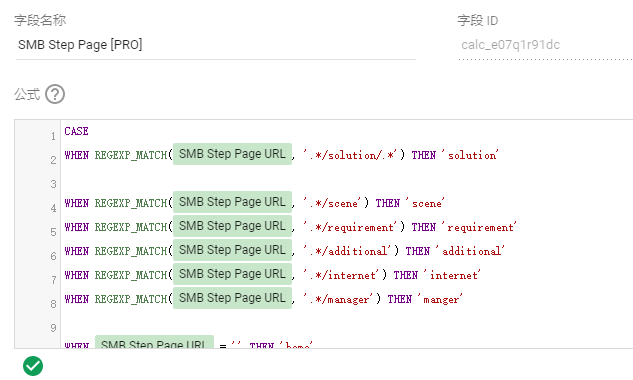 字段名称
字段 ID
SMB Step Page [PRO]
calc_e07q1r91dc
公式 ?
1 CASE
2 WHEN REGEXP_MATCH( SMB Step Page URL , '.*/solution/.*') THEN 'solution'
3
4 WHEN REGEXP_MATCH( SMB Step Page URL , '.*/scene') THEN 'scene'
5 WHEN REGEXP_MATCH( SMB Step Page URL , '.*/requirement') THEN 'requirement'
6 WHEN REGEXP_MATCH( SMB Step Page URL , '.*/additional') THEN 'additional'
7 WHEN REGEXP_MATCH( SMB Step Page URL , '.*/internet') THEN 'internet'
8 WHEN REGEXP_MATCH( SMB Step Page URL , '.*/manager') THEN 'manger'
9
WHEN SMB Step Page URL = '' THEN 'home'